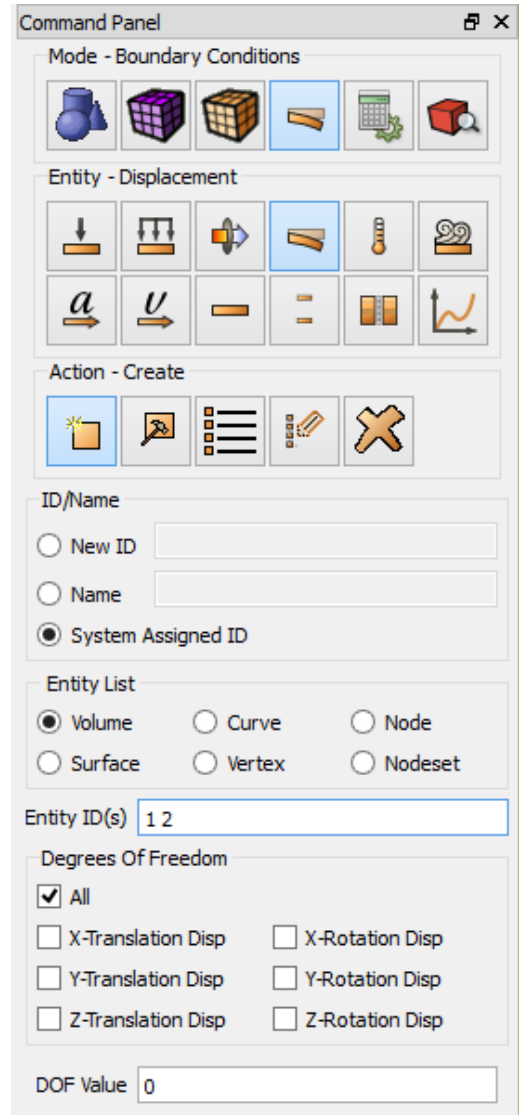 Command Panel
Mode - Boundary Conditions
Entity - Displacement
a v
Action - Create
ID/Name
New ID
Name
System Assigned ID
Entity List
Volume Curve Node
Surface Vertex Nodeset
Entity ID(s) 1 2
Degrees Of Freedom
All
X-Translation Disp X-Rotation Disp
Y-Translation Disp Y-Rotation Disp
Z-Translation Disp Z-Rotation Disp
DOF Value 0